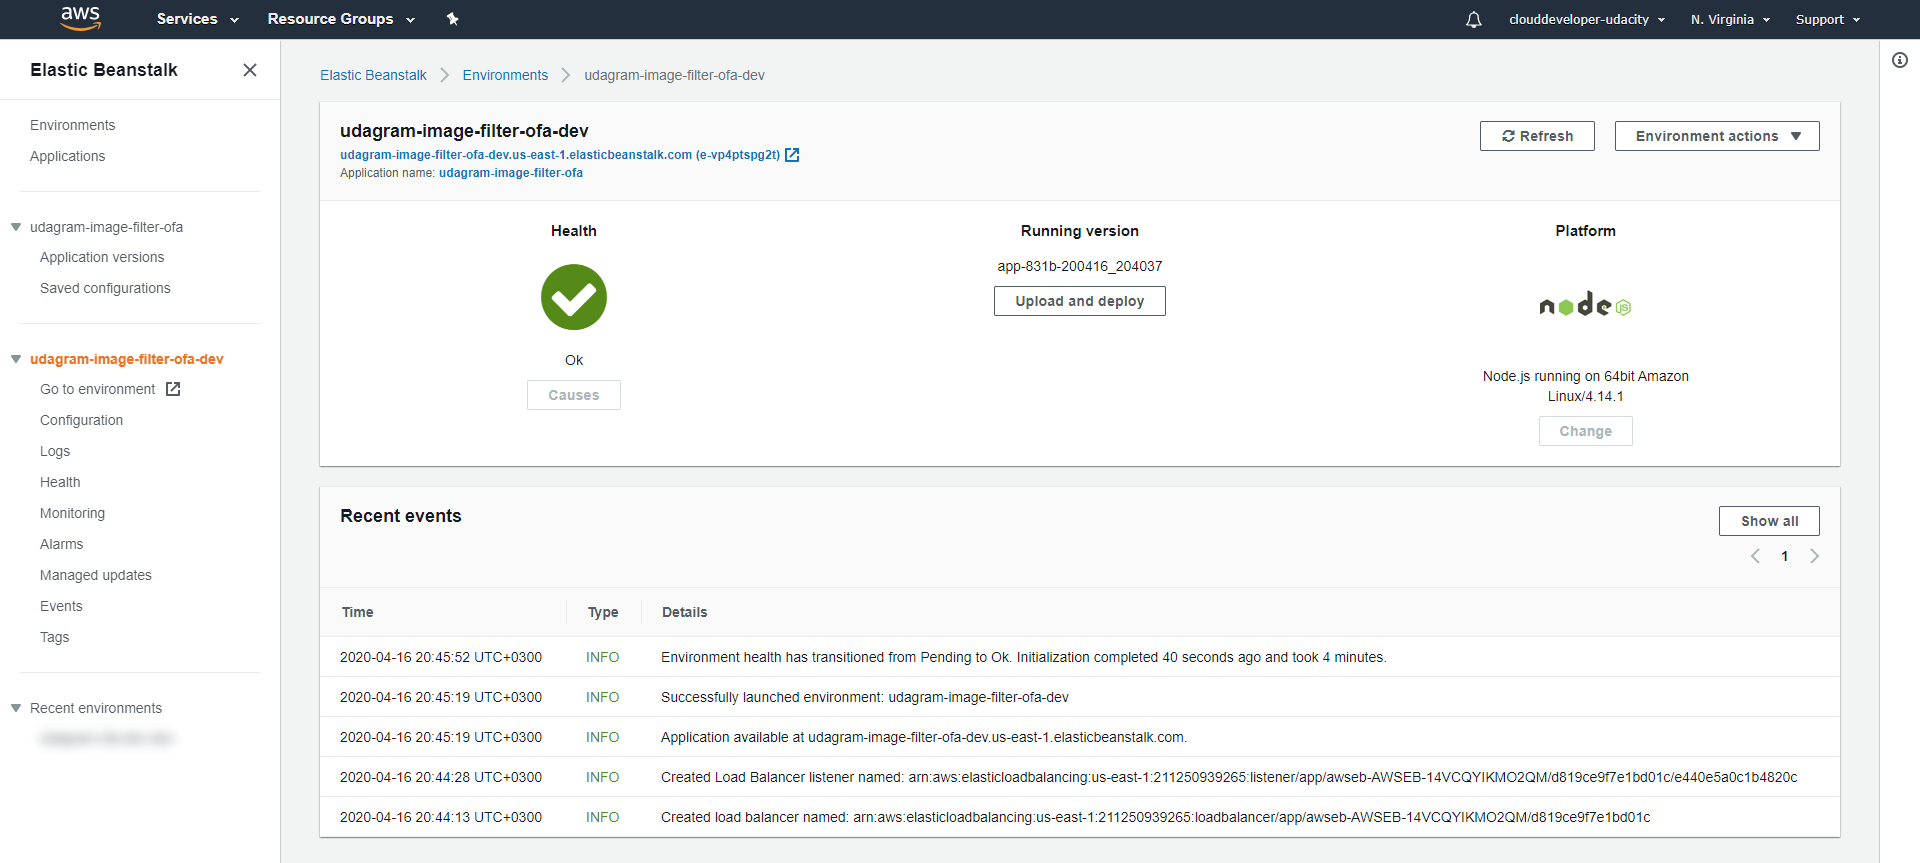 aws
Services
Resource Groups
clouddeveloper-udacity
N. Virginia
Support
Elastic Beanstalk
Environments
Applications
udagram-image-filter-ofa
Application versions
Saved configurations
udagram-image-filter-ofa-dev
Go to environment
Configuration
Logs
Health
Monitoring
Alarms
Managed updates
Events
Tags
Recent environments
Elastic Beanstalk > Environments > udagram-image-filter-ofa-dev
udagram-image-filter-ofa-dev
udagram-image-filter-ofa-dev.us-east-1.elasticbeanstalk.com (e-vp4ptspg2t)
Application name: udagram-image-filter-ofa
Refresh
Environment actions
Health
Ok
Causes
Running version
app-831b-200416_204037
Upload and deploy
Platform
node JS
Node.js running on 64bit Amazon
Linux/4.14.1
Change
Recent events
Show all
1
Time Type Details
2020-04-16 20:45:52 UTC+0300 INFO Environment health has transitioned from Pending to Ok. Initialization completed 40 seconds ago and took 4 minutes.
2020-04-16 20:45:19 UTC+0300 INFO Successfully launched environment: udagram-image-filter-ofa-dev
2020-04-16 20:45:19 UTC+0300 INFO Application available at udagram-image-filter-ofa-dev.us-east-1.elasticbeanstalk.com.
2020-04-16 20:44:28 UTC+0300 INFO Created Load Balancer listener named: arn:aws:elasticloadbalancing:us-east-1:211250939265:listener/app/awseb-AWSEB-14VCQYIKMO2QM/d819ce9f7e1bd01c/e440e5a0c1b4820c
2020-04-16 20:44:13 UTC+0300 INFO Created load balancer named: arn:aws:elasticloadbalancing:us-east-1:211250939265:loadbalancer/app/awseb-AWSEB-14VCQYIKMO2QM/d819ce9f7e1bd01c